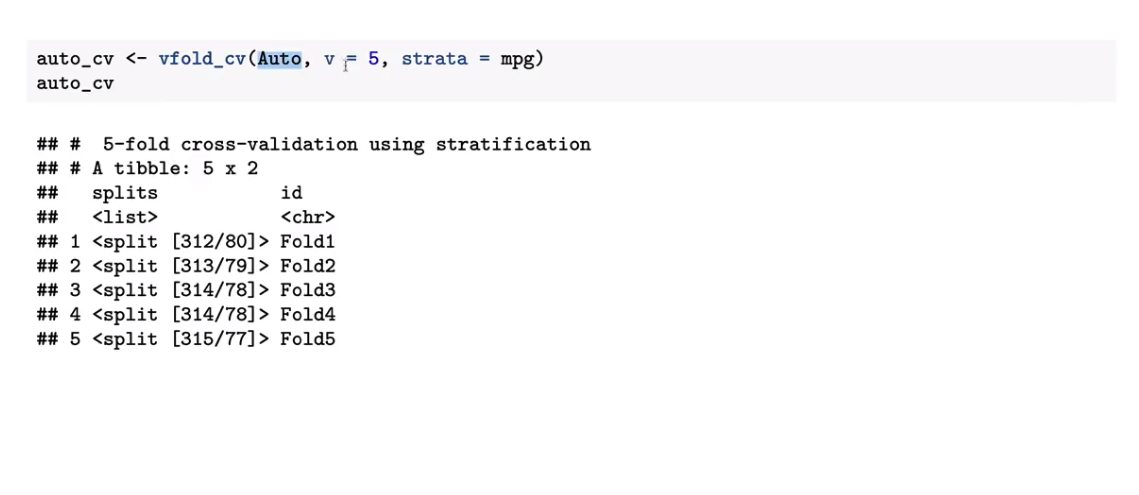 auto_cv <- vfold_cv(Auto, v = 5, strata = mpg)
auto_cv
## #  5-fold cross-validation using stratification
## # A tibble: 5 x 2
##   splits           id
##   <list>           <chr>
## 1 <split [312/80]> Fold1
## 2 <split [313/79]> Fold2
## 3 <split [314/78]> Fold3
## 4 <split [314/78]> Fold4
## 5 <split [315/77]> Fold5